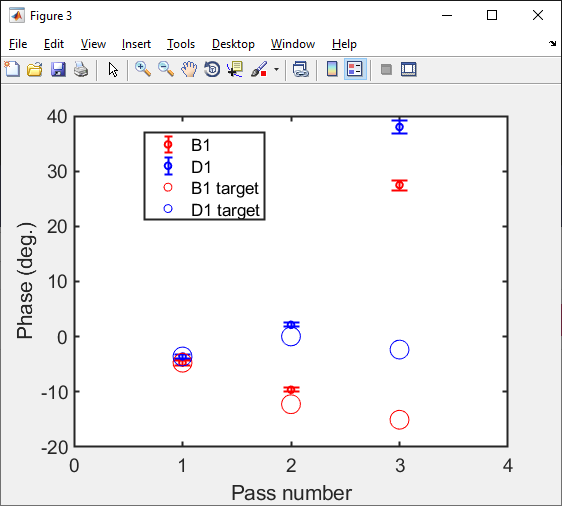 Figure 3
File Edit View Insert Tools Desktop Window Help
40
30
20
10
0
-10
-20
0 1 2 3 4
Phase (deg.)
Pass number
B1
D1
B1 target
D1 target